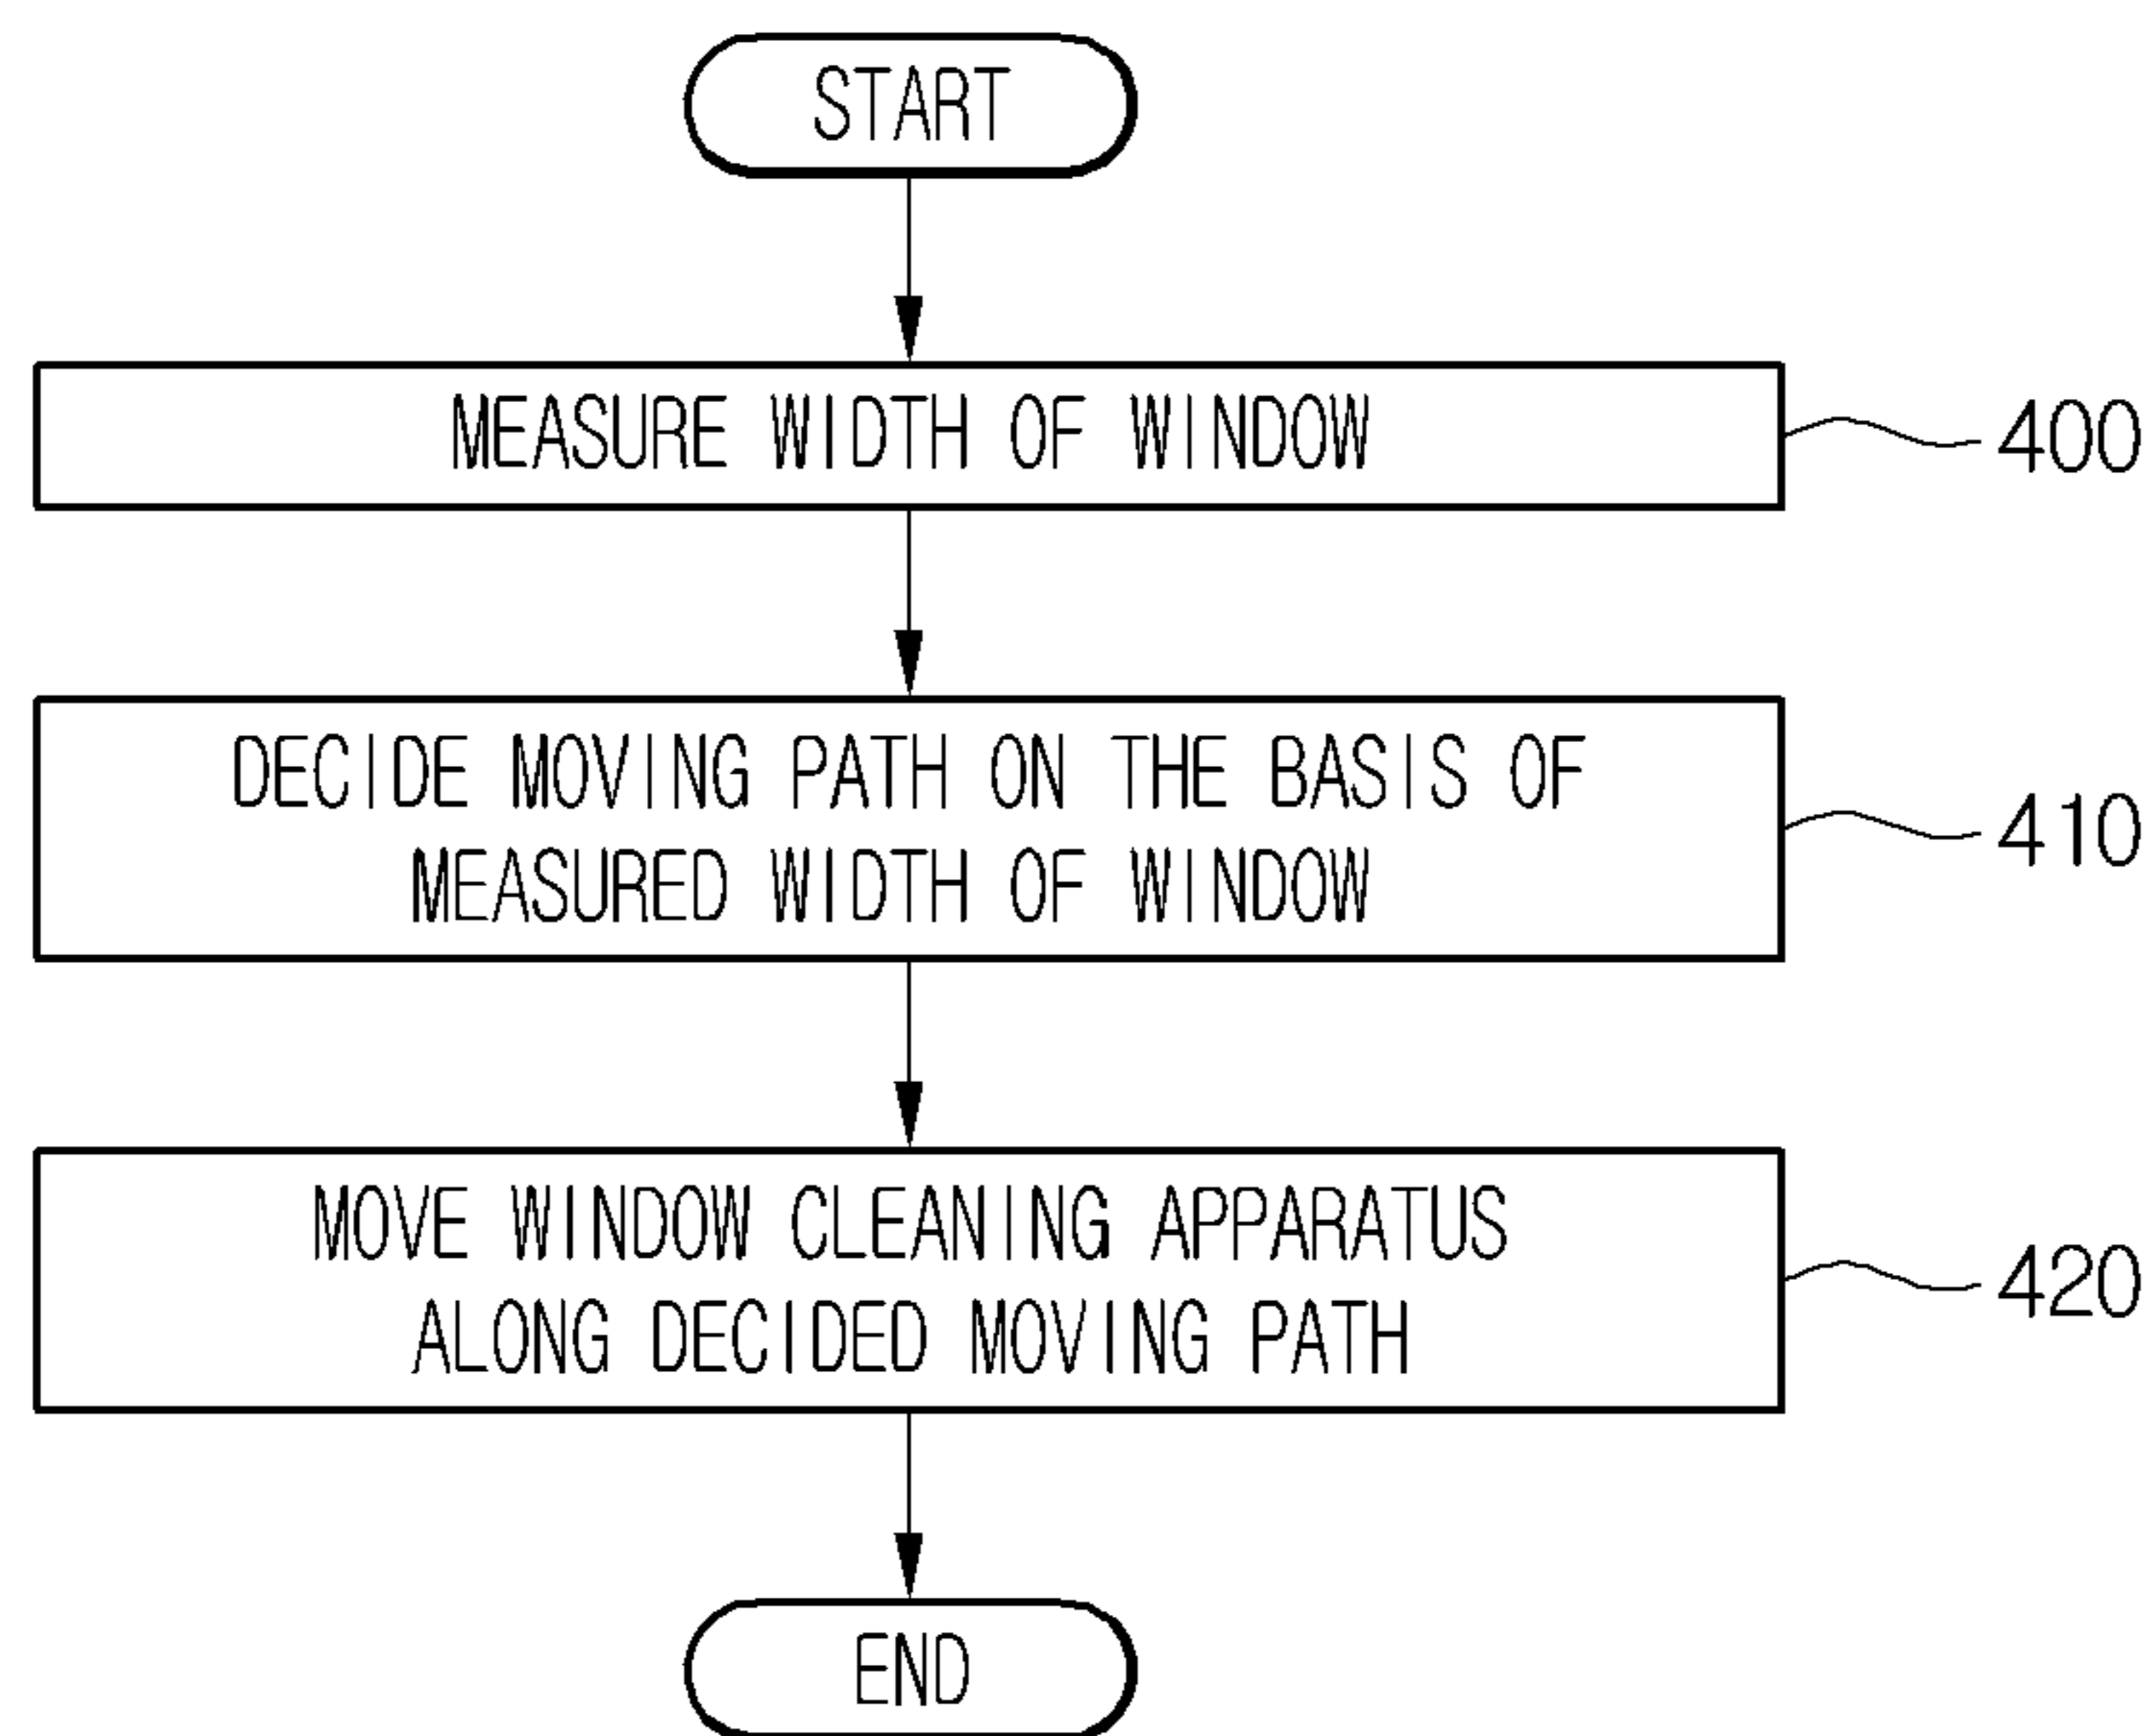 START
MEASURE WIDTH OF WINDOW
400
DECIDE MOVING PATH ON THE BASIS OF
MEASURED WIDTH OF WINDOW
410
MOVE WINDOW CLEANING APPARATUS
ALONG DECIDED MOVING PATH
420
END